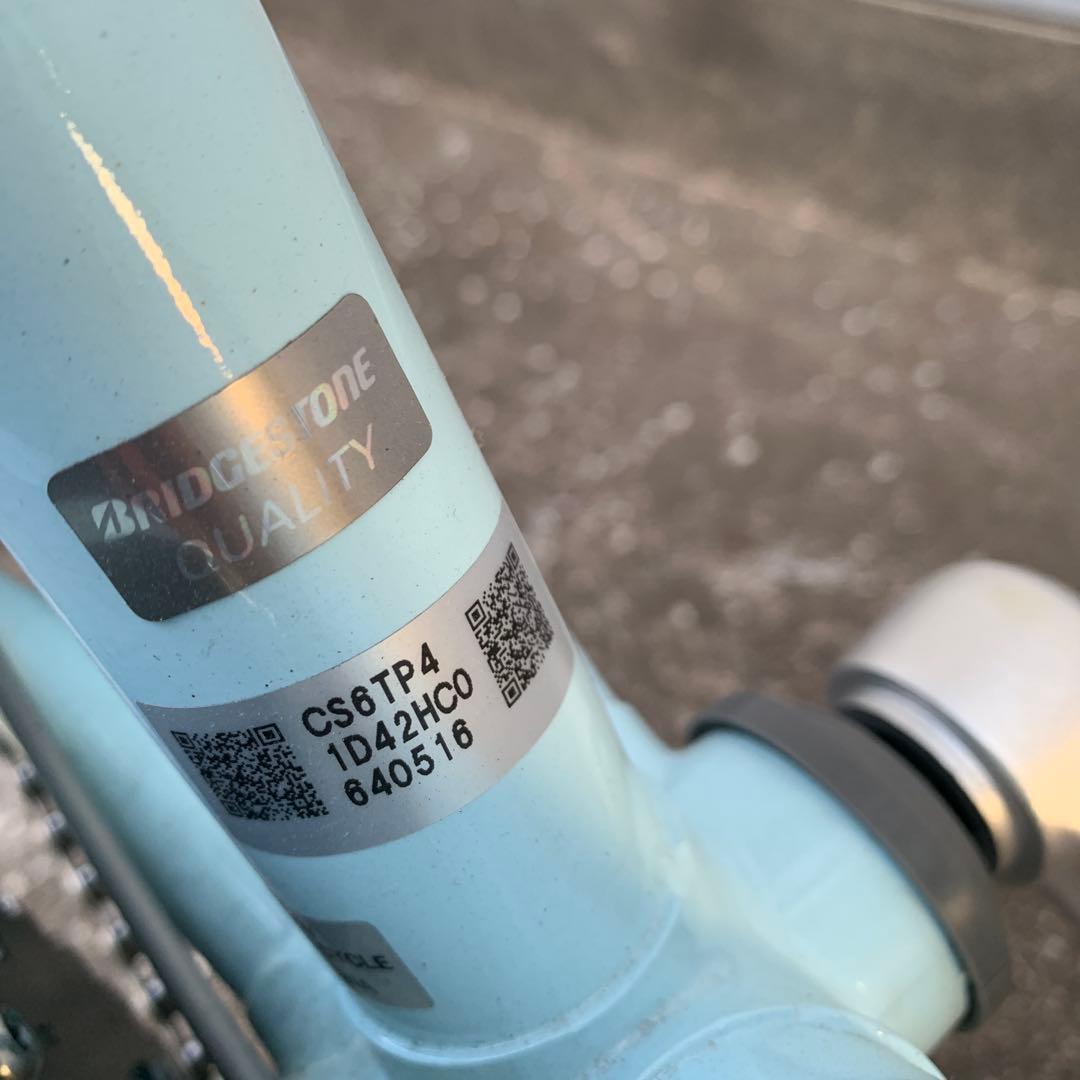 BRIDGESTONE
QUALITY
CS6TP4
1D42HC0
640516